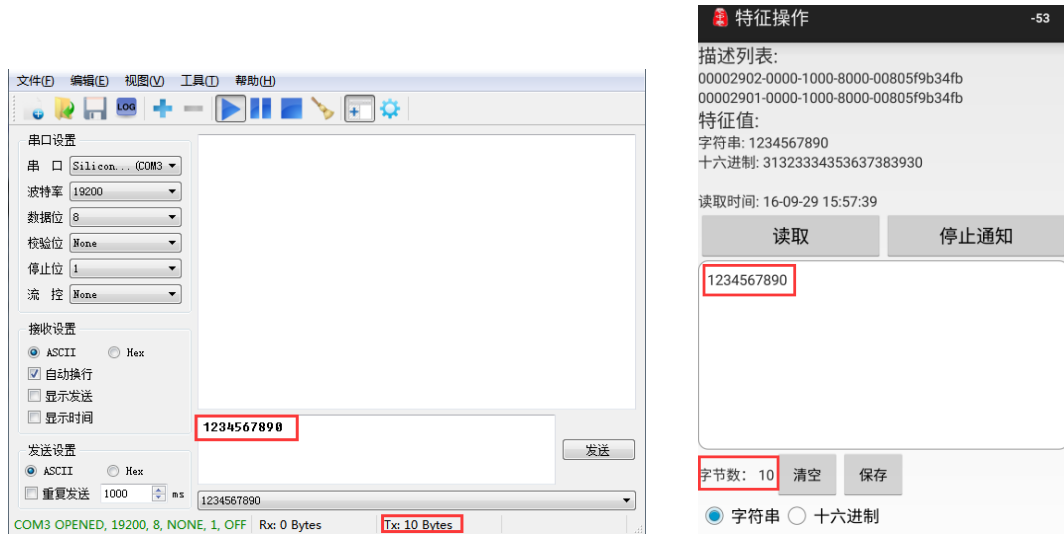 文件(F) 编辑(E) 视图(V) 工具(T) 帮助(H)
LOG
串口设置
串 口 Silicon...(COM3
波特率 19200
数据位 8
校验位 None
停止位 1
流 控 None
接收设置
ASCII Hex
自动换行
显示发送
显示时间
发送设置
ASCII Hex
重复发送 1000 ms
1234567890
发送
1234567890
COM3 OPENED, 19200, 8, NONE, 1, OFF Rx: 0 Bytes Tx: 10 Bytes
特征操作 -53
描述列表:
00002902-0000-1000-8000-00805f9b34fb
00002901-0000-1000-8000-00805f9b34fb
特征值:
字符串: 1234567890
十六进制: 31323334353637383930
读取时间: 16-09-29 15:57:39
读取 停止通知
1234567890
字节数: 10 清空 保存
字符串 十六进制